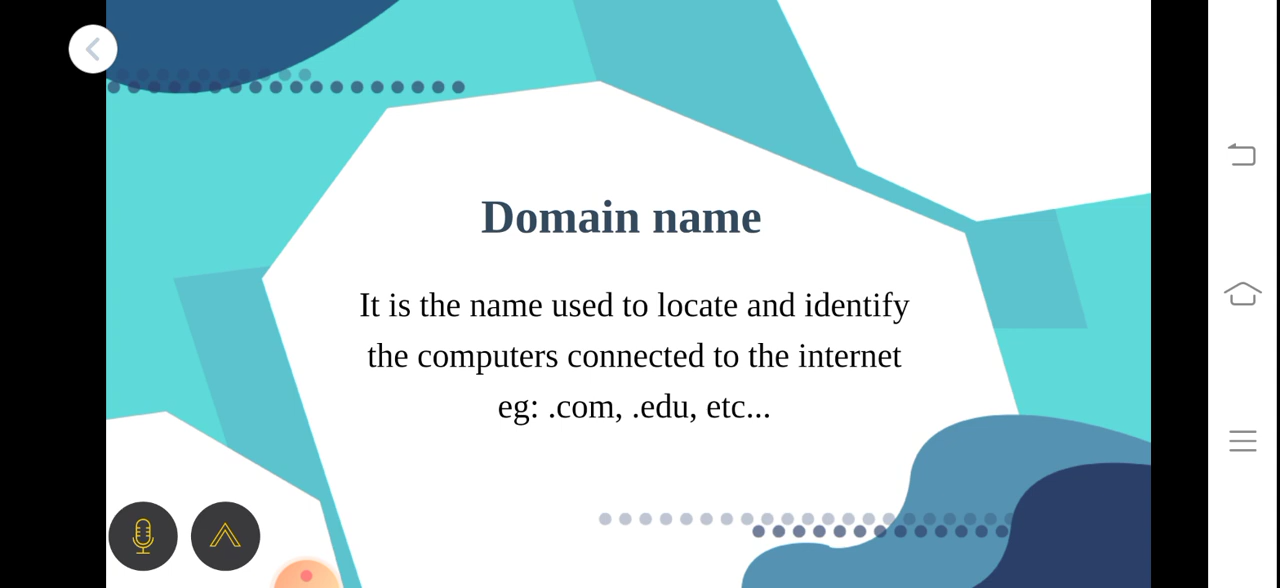 Domain name
It is the name used to locate and identify
the computers connected to the internet
eg: .com, .edu, etc...